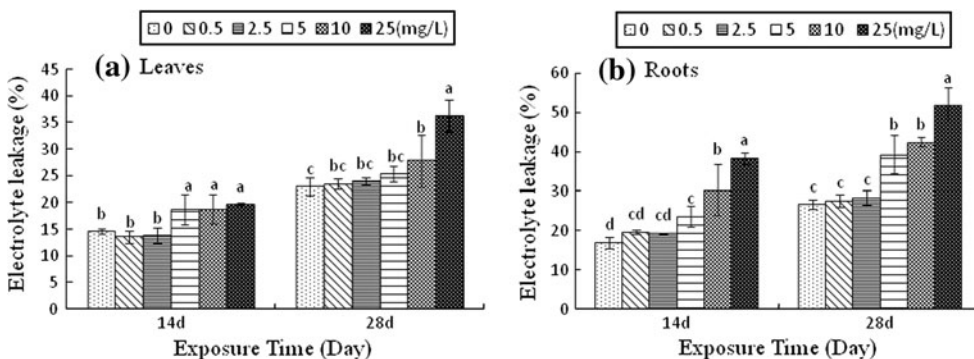 0 0.5 2.5 5 10 25(mg/L)
(a) Leaves
Electrolyte leakage (%)
45
40
35
30
25
20
15
10
5
0
b b b a a a
c bc bc bc b a
14d 28d
Exposure Time (Day)
0 0.5 2.5 5 10 25(mg/L)
(b) Roots
Electrolyte leakage (%)
60
50
40
30
20
10
0
d cd cd c b a
c c c b b a
14d 28d
Exposure Time (Day)